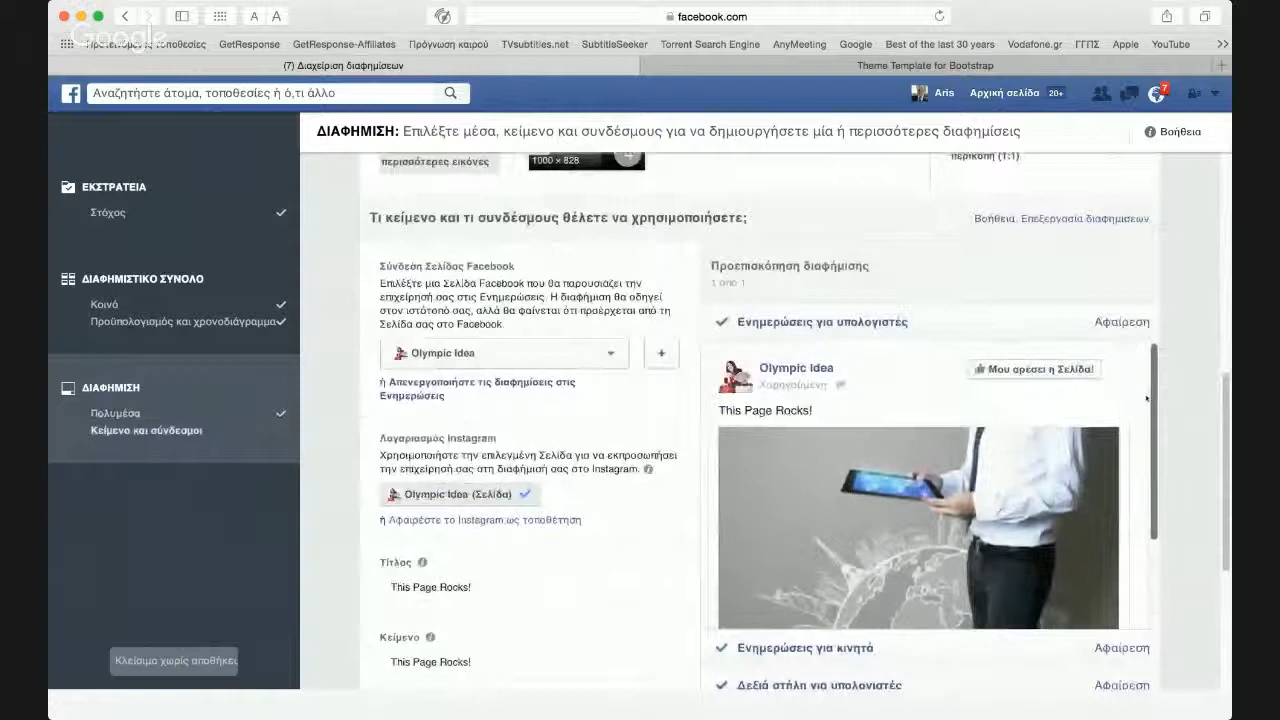 A A facebook.com
Google
Προτεινόμενες τοποθεσίες GetResponse GetResponse-Affiliates Πρόγνωση καιρού TVsubtitles.net SubtitleSeeker Torrent Search Engine AnyMeeting Google Best of the last 30 years Vodafone.gr ΓΓΠΣ Apple YouTube
(7) Διαχείριση διαφημίσεων Theme Template for Bootstrap
Αναζητήστε άτομα, τοποθεσίες ή ό,τι άλλο Aris Αρχική σελίδα 20+ 7
ΔΙΑΦΗΜΙΣΗ: Επιλέξτε μέσα, κείμενο και συνδέσμους για να δημιουργήσετε μία ή περισσότερες διαφημίσεις Βοήθεια
περισσότερες εικόνες 1000 × 828 περικοπή (1:1)
ΕΚΣΤΡΑΤΕΙΑ
Στόχος
ΔΙΑΦΗΜΙΣΤΙΚΟ ΣΥΝΟΛΟ
Κοινό
Προϋπολογισμός και χρονοδιάγραμμα
ΔΙΑΦΗΜΙΣΗ
Πολυμέσα
Κείμενο και σύνδεσμοι
Κλείσιμο χωρίς αποθήκευ
Τι κείμενο και τι συνδέσμους θέλετε να χρησιμοποιήσετε; Βοήθεια: Επεξεργασία διαφημίσεων
Σύνδεση Σελίδας Facebook
Επιλέξτε μια Σελίδα Facebook που θα παρουσιάζει την
επιχείρησή σας στις Ενημερώσεις. Η διαφήμιση θα οδηγεί
στον ιστότοπό σας, αλλά θα φαίνεται ότι προέρχεται από τη
Σελίδα σας στο Facebook.
Olympic Idea +
ή Απενεργοποιήστε τις διαφημίσεις στις
Ενημερώσεις
Λογαριασμός Instagram
Χρησιμοποιήστε την επιλεγμένη Σελίδα για να εκπροσωπήσει
την επιχείρησή σας στη διαφήμισή σας στο Instagram.
Olympic Idea (Σελίδα)
ή Αφαιρέστε το Instagram ως τοποθέτηση
Τίτλος
This Page Rocks!
Κείμενο
This Page Rocks!
Προεπισκόπηση διαφήμισης
1 από 1
Ενημερώσεις για υπολογιστές Αφαίρεση
Olympic Idea Μου αρέσει η Σελίδα!
Χορηγούμενη
This Page Rocks!
Ενημερώσεις για κινητά Αφαίρεση
Δεξιά στήλη για υπολογιστές Αφαίρεση